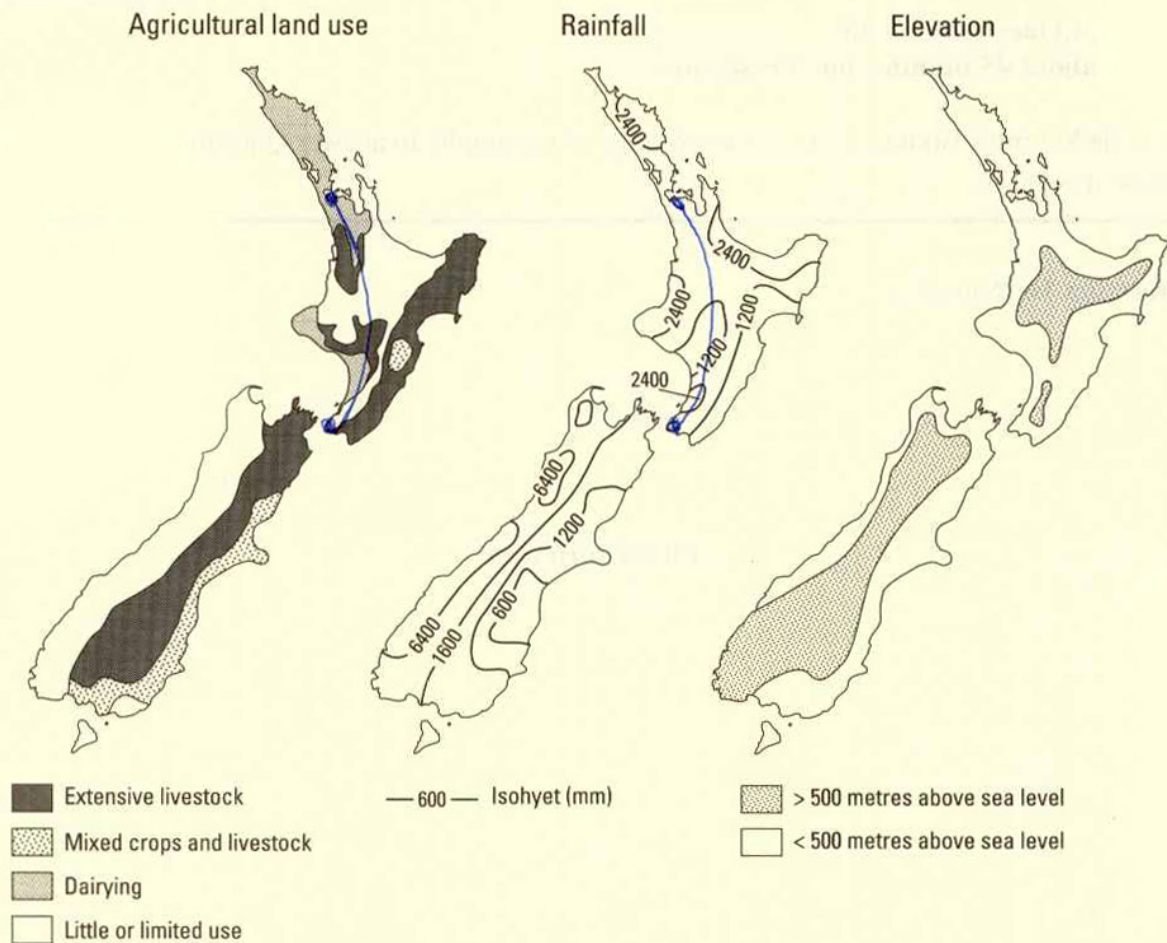 Agricultural land use
Rainfall
Elevation
2400
2400
2400
1200
1200
2400
6400
1200
600
6400
1600
Extensive livestock
Mixed crops and livestock
Dairying
Little or limited use
600 Isohyet (mm)
> 500 metres above sea level
< 500 metres above sea level